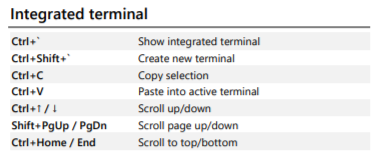 Integrated terminal
Ctrl+` Show integrated terminal
Ctrl+Shift+` Create new terminal
Ctrl+C Copy selection
Ctrl+V Paste into active terminal
Ctrl+↑ / ↓ Scroll up/down
Shift+PgUp / PgDn Scroll page up/down
Ctrl+Home / End Scroll to top/bottom